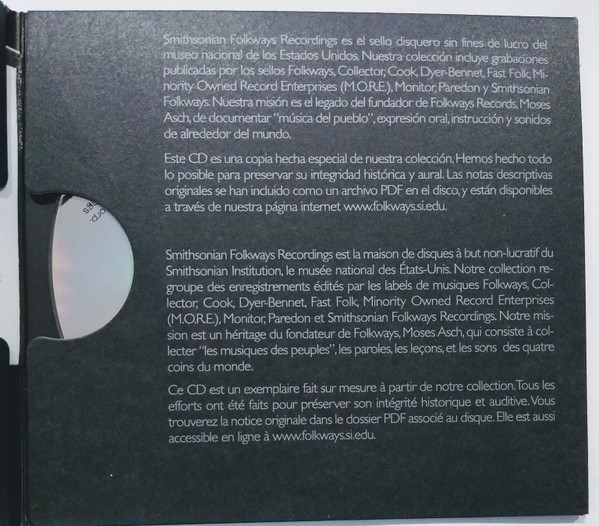 Smithsonian Folkways Recordings es el sello disquero sin fines de lucro del
museo nacional de los Estados Unidos. Nuestra colección incluye grabaciones
publicadas por los sellos Folkways, Collector, Cook, Dyer-Bennet, Fast Folk, Mi-
nority Owned Record Enterprises (M.O.R.E.), Monitor, Paredon y Smithsonian
Folkways. Nuestra misión es el legado del fundador de Folkways Records, Moses
Asch, de documentar "música del pueblo", expresión oral, instrucción y sonidos
de alrededor del mundo.
Este CD es una copia hecha especial de nuestra colección. Hemos hecho todo
lo posible para preservar su integridad histórica y aural. Las notas descriptivas
originales se han incluido como un archivo PDF en el disco, y están disponibles
a través de nuestra página internet www.folkways.si.edu.
Smithsonian Folkways Recordings est la maison de disques à but non-lucratif du
Smithsonian Institution, le musée national des États-Unis. Notre collection re-
groupe des enregistrements édités par les labels de musiques Folkways, Col-
lector, Cook, Dyer-Bennet, Fast Folk, Minority Owned Record Enterprises
(M.O.R.E.), Monitor, Paredon et Smithsonian Folkways Recordings. Notre mis-
sion est un héritage du fondateur de Folkways, Moses Asch, qui consiste à col-
lecter "les musiques des peuples", les paroles, les leçons, et les sons des quatre
coins du monde.
Ce CD est un exemplaire fait sur mesure à partir de notre collection. Tous les
efforts ont été faits pour préserver son intégrité historique et auditive. Vous
trouverez la notice originale dans le dossier PDF associé au disque. Elle est aussi
accessible en ligne à www.folkways.si.edu.